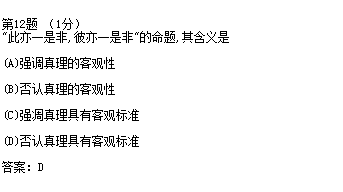 第12题 （1分）
“此亦一是非,彼亦一是非”的命题,其含义是
(A)强调真理的客观性
(B)否认真理的客观性
(C)强调真理具有客观标准
(D)否认真理具有客观标准
答案：D